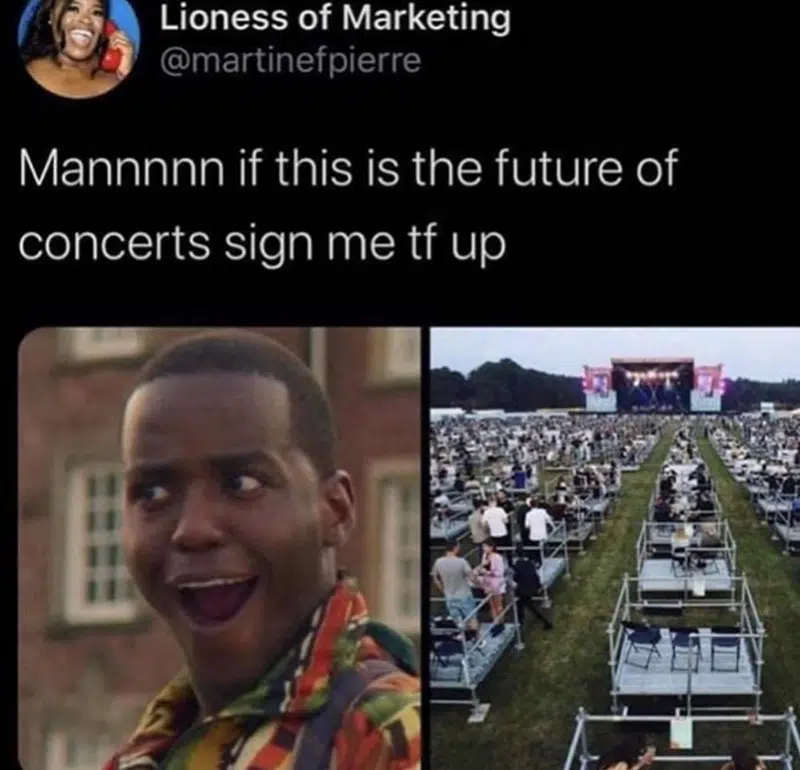 Lioness of Marketing
@martinefpierre
Mannnnn if this is the future of
concerts sign me tf up